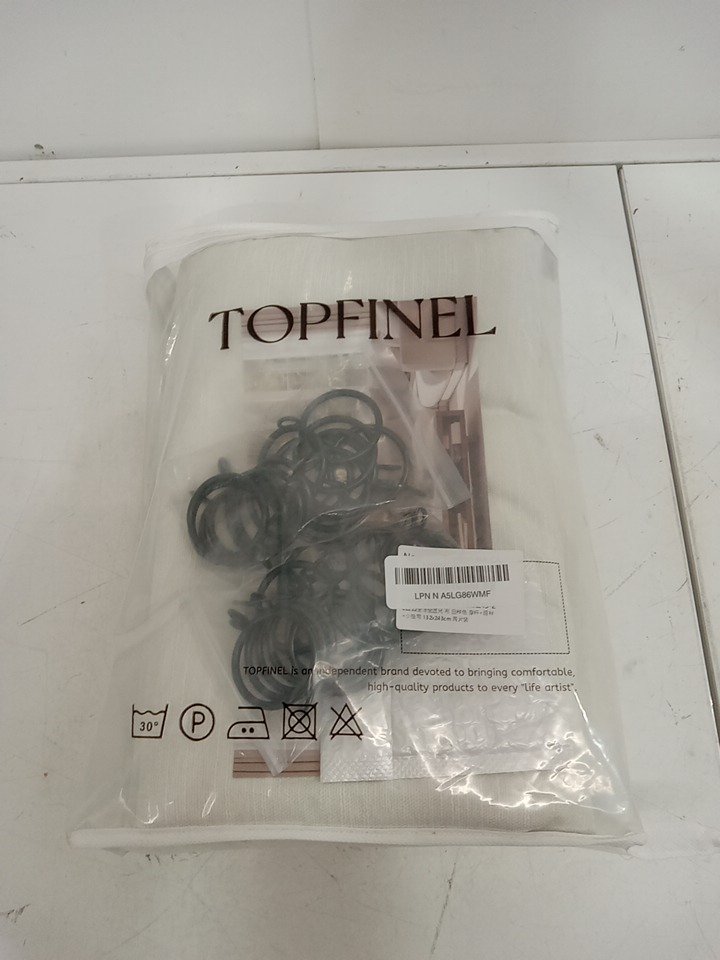 TOPFINEL
LPN N A5LG86WMF
TOPFINEL is an independent brand devoted to bringing comfortable,
high-quality products to every "life artist".
30°
P